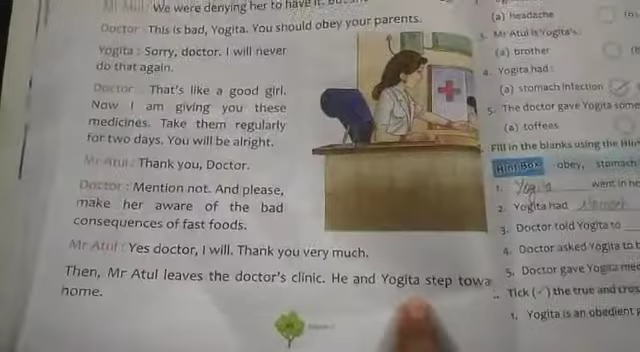 We were denying her to have it.
Doctor : This is bad, Yogita. You should obey your parents.
Yogita : Sorry, doctor. I will never
do that again.
Doctor : That's like a good girl.
Now I am giving you these
medicines. Take them regularly
for two days. You will be alright.
Mr Atul : Thank you, Doctor.
Doctor : Mention not. And please,
make her aware of the bad
consequences of fast foods.
Mr Atul : Yes doctor, I will. Thank you very much.
Then, Mr Atul leaves the doctor's clinic. He and Yogita step towa
home.
(a) headache
3. Mr Atul is Yogita's
(a) brother
4. Yogita had :
(a) stomach infection
5. The doctor gave Yogita some
(a) toffees
Fill in the blanks using the
Hint Box obey, stomach
1. Yogita went in
2. Yogita had stomach
3. Doctor told Yogita to
4. Doctor asked Yogita to
5. Doctor gave Yogita
Tick (✓) the true and
1. Yogita is an obedient